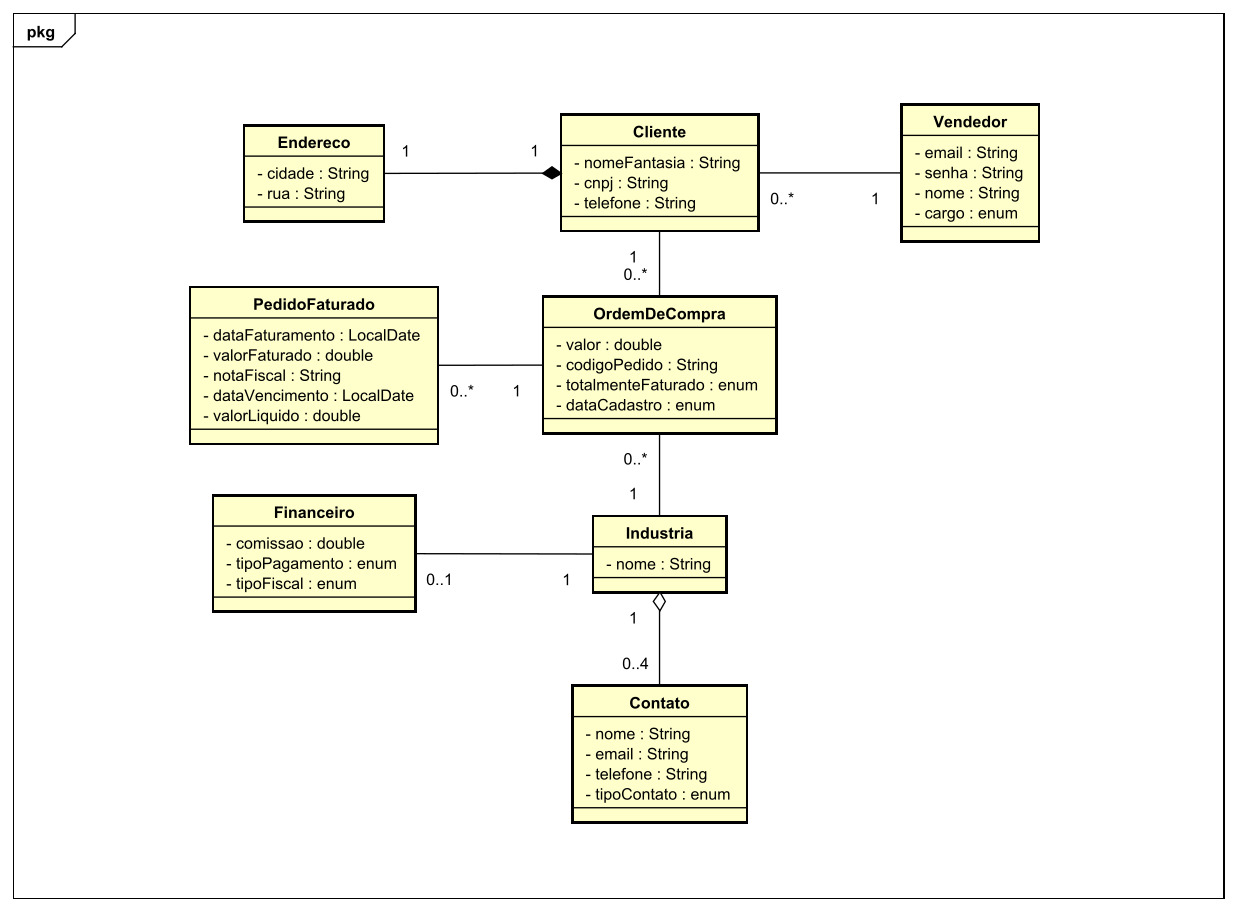 pkg
Endereco
- cidade : String
- rua : String
1
1
Cliente
- nomeFantasia : String
- cnpj : String
- telefone : String
0..*
1
Vendedor
- email : String
- senha : String
- nome : String
- cargo : enum
1
0..*
PedidoFaturado
- dataFaturamento : LocalDate
- valorFaturado : double
- notaFiscal : String
- dataVencimento : LocalDate
- valorLiquido : double
0..*
1
OrdemDeCompra
- valor : double
- codigoPedido : String
- totalmenteFaturado : enum
- dataCadastro : enum
0..*
1
Financeiro
- comissao : double
- tipoPagamento : enum
- tipoFiscal : enum
0..1
1
Industria
- nome : String
1
0..4
Contato
- nome : String
- email : String
- telefone : String
- tipoContato : enum